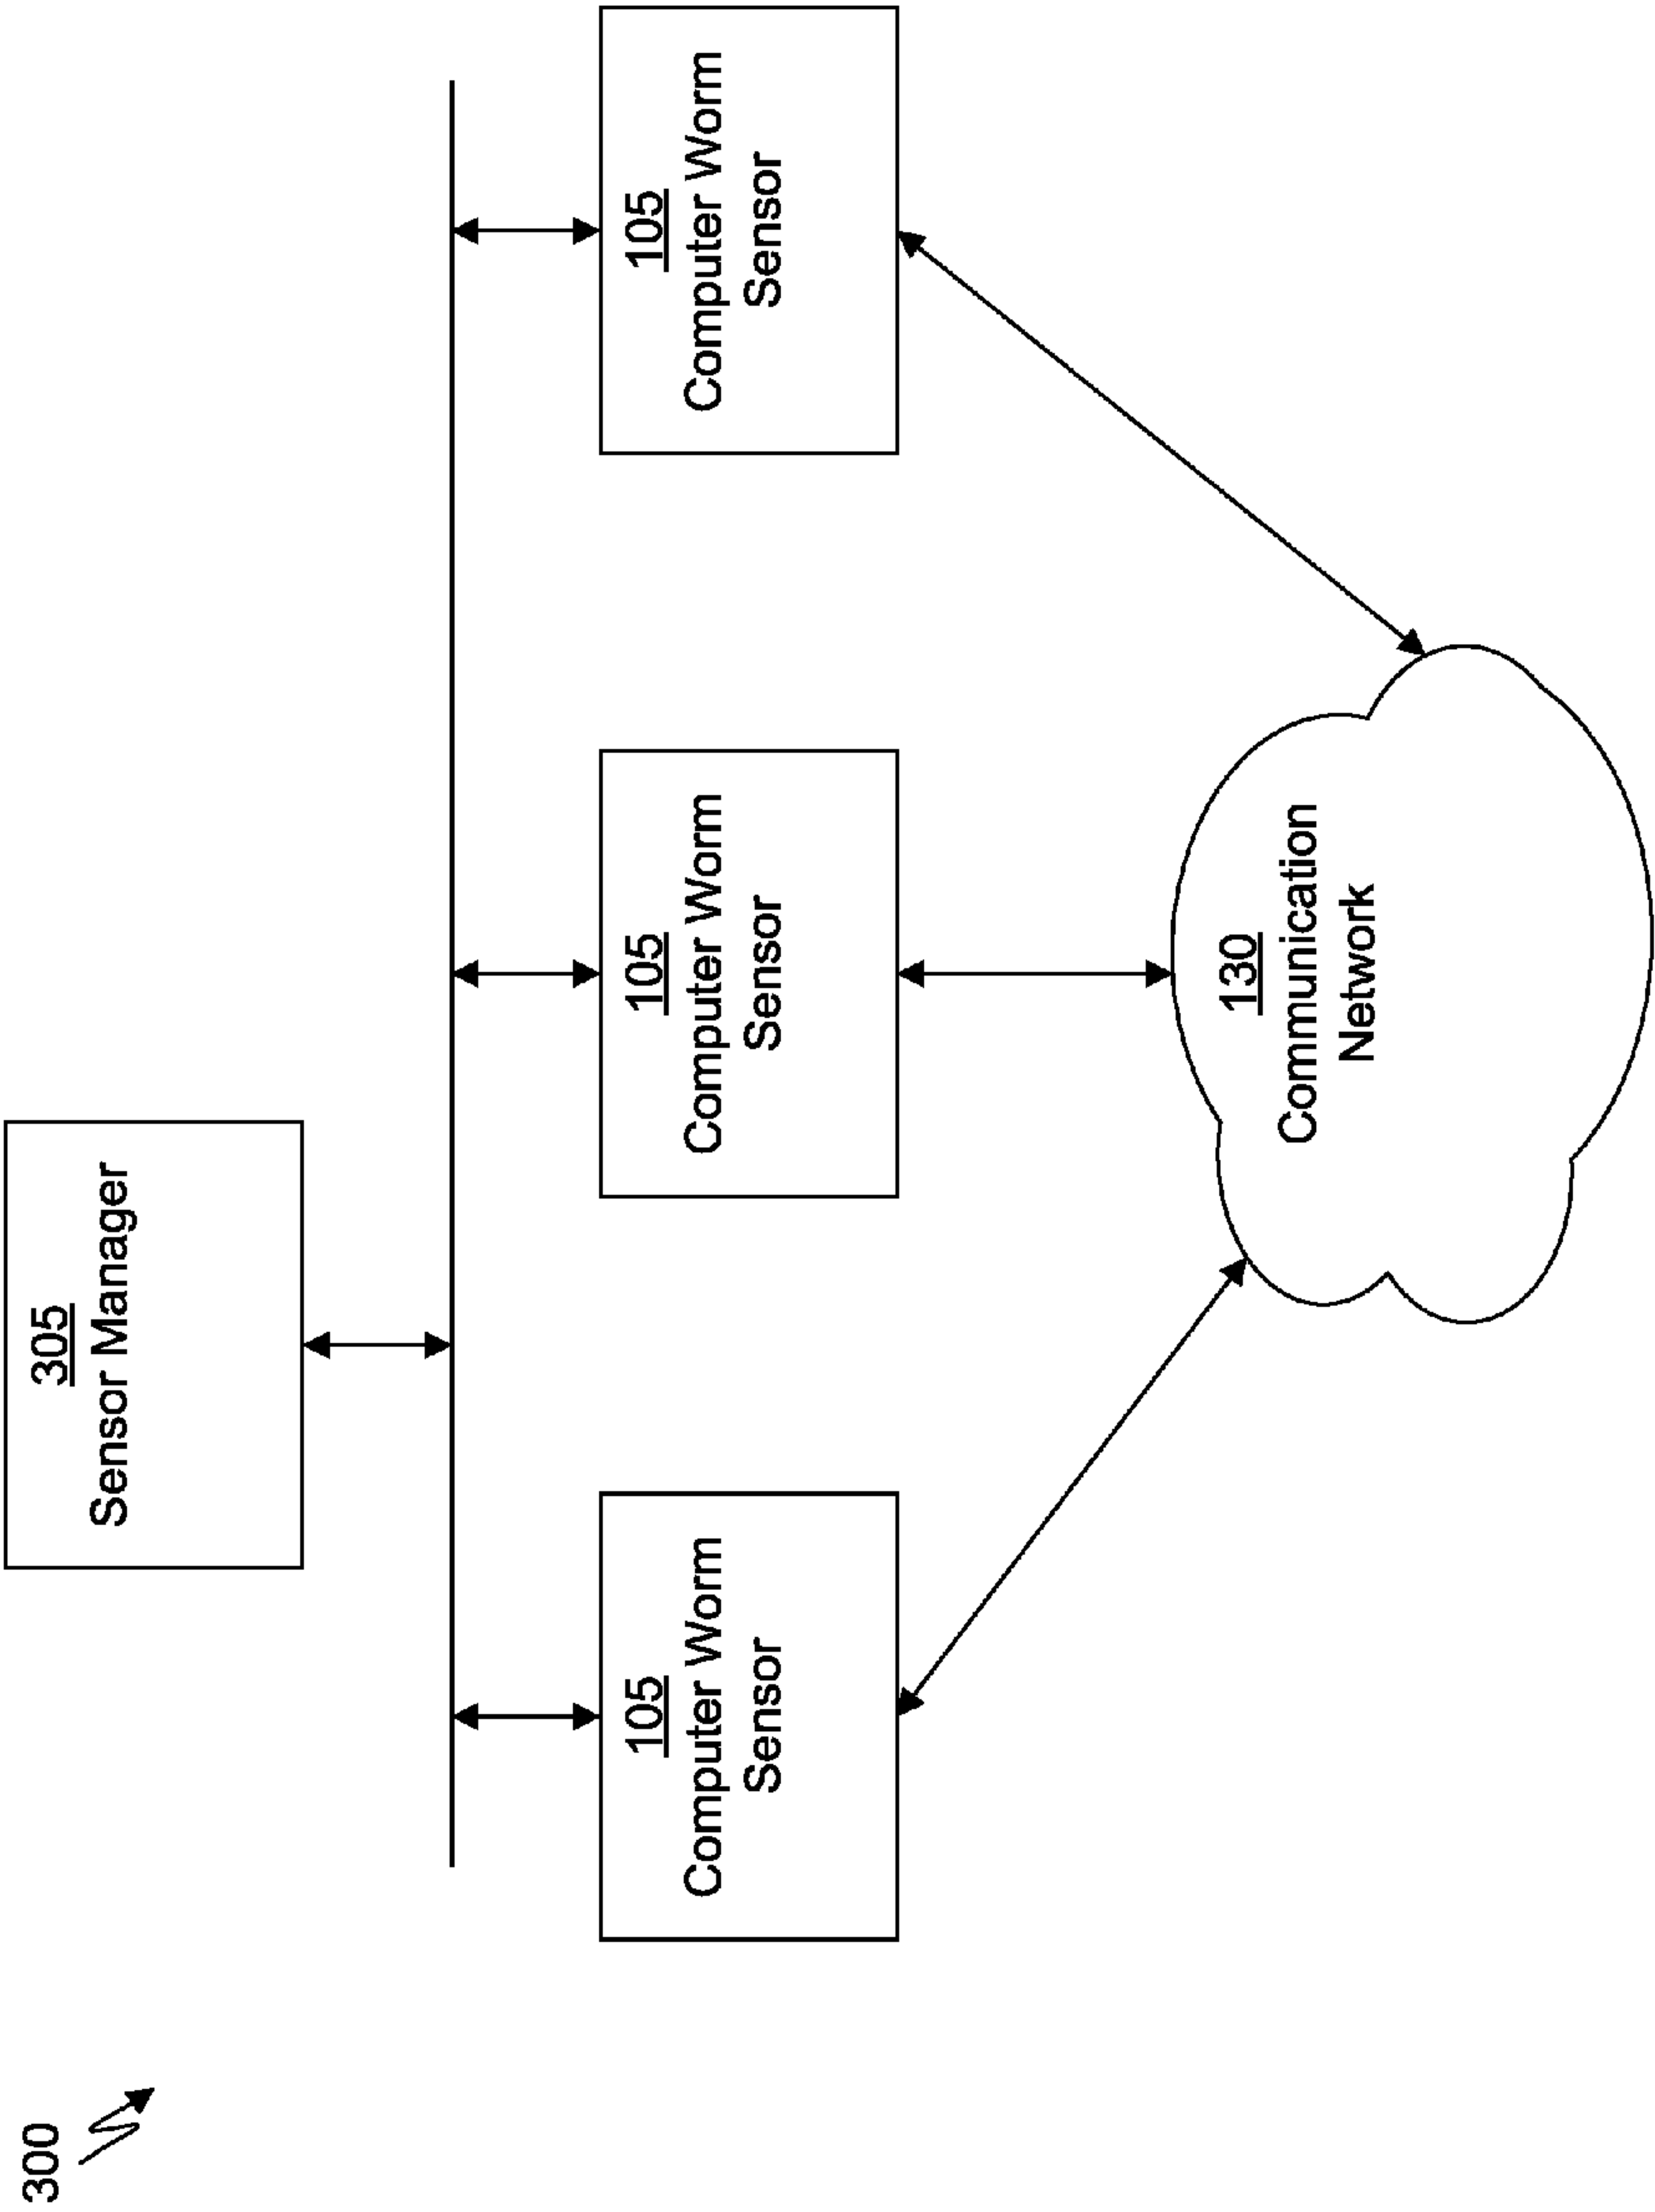 300
305
Sensor Manager
105
Computer Worm
Sensor
105
Computer Worm
Sensor
105
Computer Worm
Sensor
130
Communication
Network